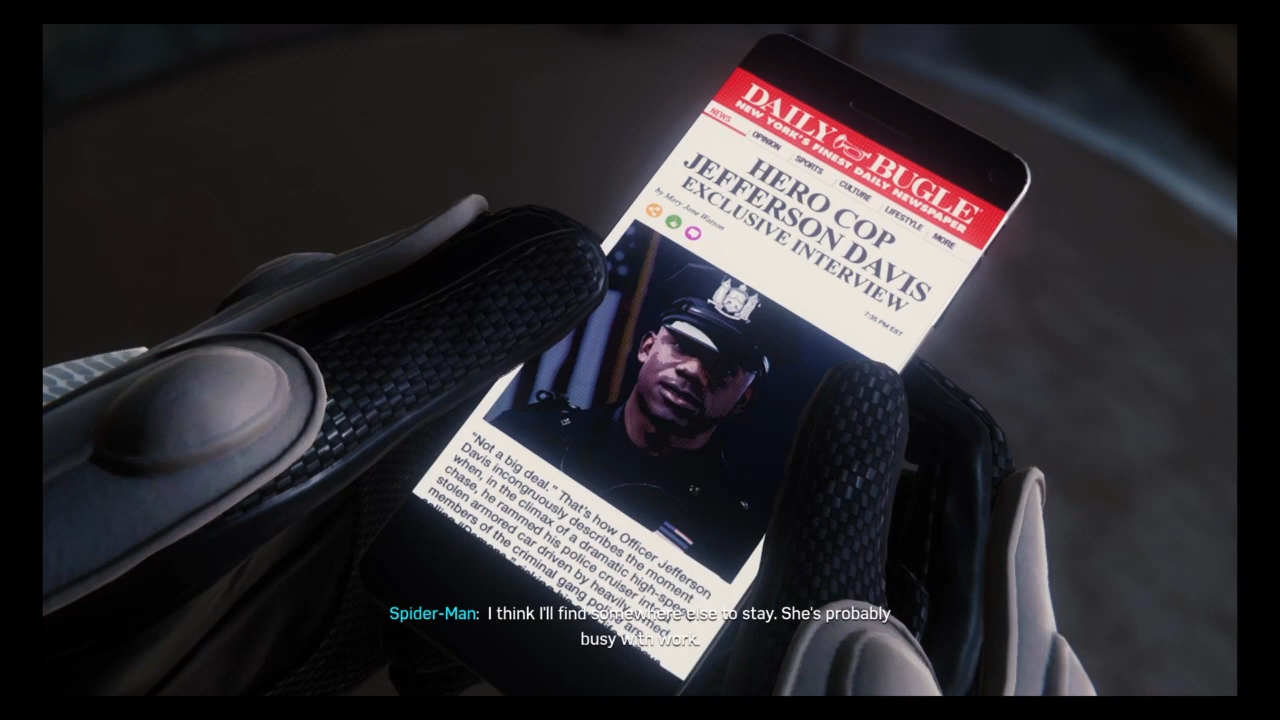 DAILY BUGLE
NEW YORK'S FINEST DAILY NEWSPAPER
NEWS
OPINION
SPORTS
CULTURE
LIFESTYLE
MORE
HERO COP
JEFFERSON DAVIS
EXCLUSIVE INTERVIEW
by Mary Jane Watson
7:35 PM EST
"Not a big deal." That's how Officer Jefferson
Davis incongruously describes the moment
when, in the climax of a dramatic high-speed
chase, he rammed his police cruiser into a
stolen armored car driven by heavily armed
members of the criminal gang
Spider-Man: I think I'll find somewhere else to stay. She's probably
busy with work.